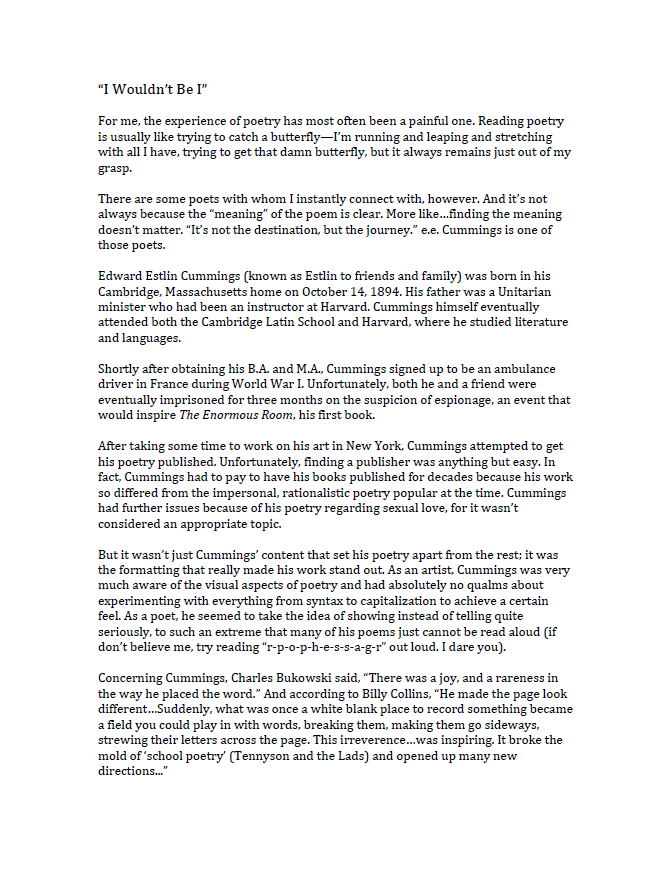 “I Wouldn’t Be I”
For me, the experience of poetry has most often been a painful one. Reading poetry
is usually like trying to catch a butterfly—I’m running and leaping and stretching
with all I have, trying to get that damn butterfly, but it always remains just out of my
grasp.
There are some poets with whom I instantly connect with, however. And it’s not
always because the “meaning” of the poem is clear. More like…finding the meaning
doesn’t matter. “It’s not the destination, but the journey.” e.e. Cummings is one of
those poets.
Edward Estlin Cummings (known as Estlin to friends and family) was born in his
Cambridge, Massachusetts home on October 14, 1894. His father was a Unitarian
minister who had been an instructor at Harvard. Cummings himself eventually
attended both the Cambridge Latin School and Harvard, where he studied literature
and languages.
Shortly after obtaining his B.A. and M.A., Cummings signed up to be an ambulance
driver in France during World War I. Unfortunately, both he and a friend were
eventually imprisoned for three months on the suspicion of espionage, an event that
would inspire The Enormous Room, his first book.
After taking some time to work on his art in New York, Cummings attempted to get
his poetry published. Unfortunately, finding a publisher was anything but easy. In
fact, Cummings had to pay to have his books published for decades because his work
so differed from the impersonal, rationalistic poetry popular at the time. Cummings
had further issues because of his poetry regarding sexual love, for it wasn’t
considered an appropriate topic.
But it wasn’t just Cummings’ content that set his poetry apart from the rest; it was
the formatting that really made his work stand out. As an artist, Cummings was very
much aware of the visual aspects of poetry and had absolutely no qualms about
experimenting with everything from syntax to capitalization to achieve a certain
feel. As a poet, he seemed to take the idea of showing instead of telling quite
seriously, to such an extreme that many of his poems just cannot be read aloud (if
don’t believe me, try reading “r-p-o-p-h-e-s-s-a-g-r” out loud. I dare you).
Concerning Cummings, Charles Bukowski said, “There was a joy, and a rareness in
the way he placed the word.” And according to Billy Collins, “He made the page look
different…Suddenly, what was once a white blank place to record something became
a field you could play in with words, breaking them, making them go sideways,
strewing their letters across the page. This irreverence…was inspiring. It broke the
mold of ‘school poetry’ (Tennyson and the Lads) and opened up many new
directions…”